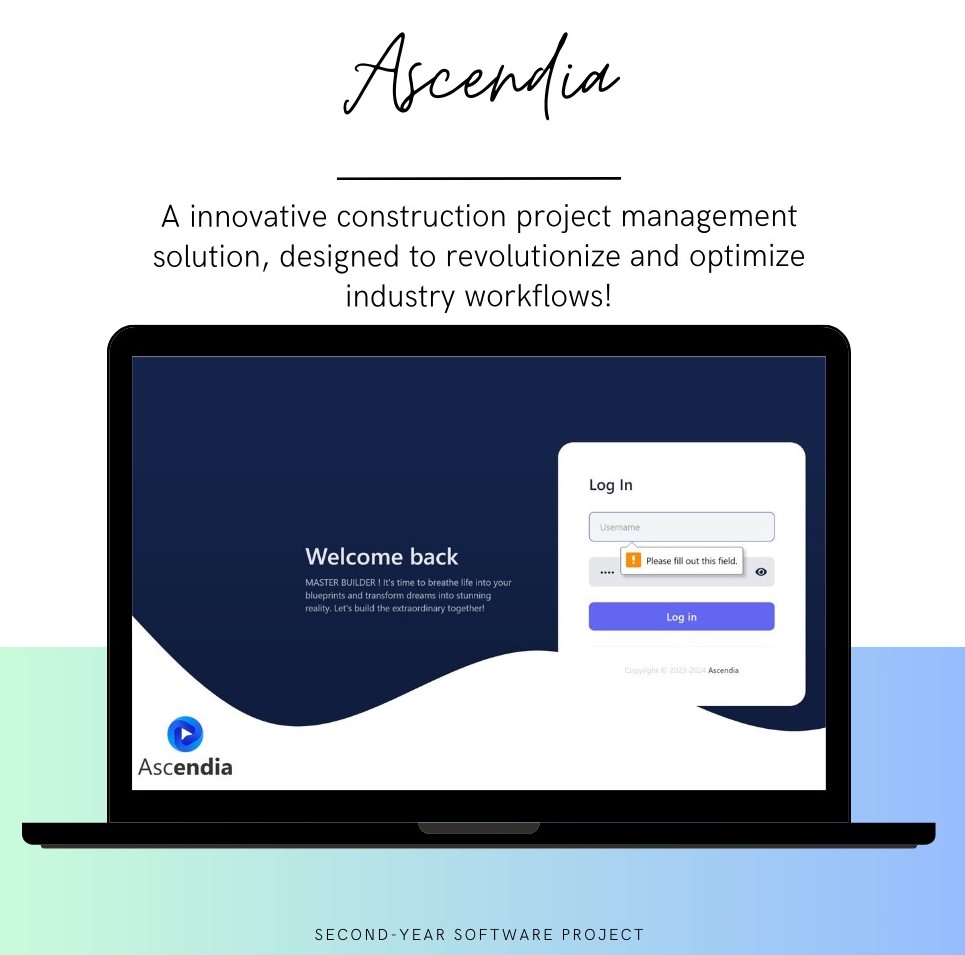 Ascendia
A innovative construction project management
solution, designed to revolutionize and optimize
industry workflows!
Welcome back
MASTER BUILDER ! It's time to breathe life into your
blueprints and transform dreams into stunning
reality. Let's build the extraordinary together!
Log In
Username
Please fill out this field.
Log in
Copyright © 2023-2024 Ascendia
Ascendia
SECOND-YEAR SOFTWARE PROJECT